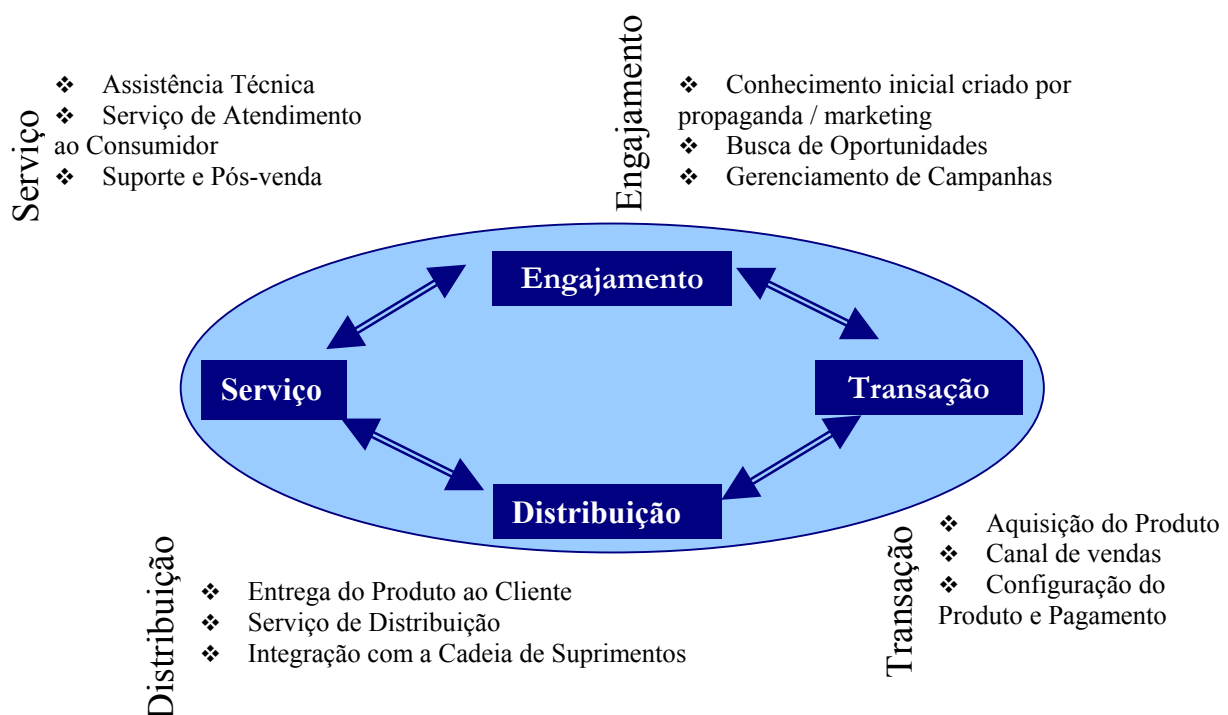 Serviço
❖ Assistência Técnica
❖ Serviço de Atendimento
ao Consumidor
❖ Suporte e Pós-venda
Engajamento
❖ Conhecimento inicial criado por
propaganda / marketing
❖ Busca de Oportunidades
❖ Gerenciamento de Campanhas
Engajamento
Serviço
Transação
Distribuição
Distribuição
❖ Entrega do Produto ao Cliente
❖ Serviço de Distribuição
❖ Integração com a Cadeia de Suprimentos
Transação
❖ Aquisição do Produto
❖ Canal de vendas
❖ Configuração do
Produto e Pagamento